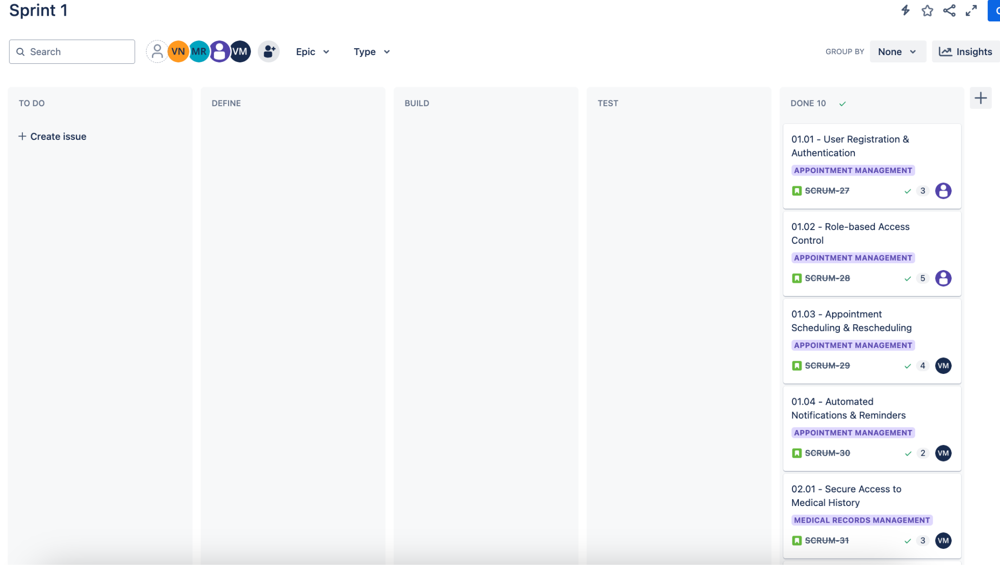 Sprint 1
Search
VN MR VM
Epic
Type
GROUP BY
None
Insights
TO DO
Create issue
DEFINE
BUILD
TEST
DONE 10
01.01 - User Registration &
Authentication
APPOINTMENT MANAGEMENT
SCRUM-27 3
01.02 - Role-based Access
Control
APPOINTMENT MANAGEMENT
SCRUM-28 5
01.03 - Appointment
Scheduling & Rescheduling
APPOINTMENT MANAGEMENT
SCRUM-29 4 VM
01.04 - Automated
Notifications & Reminders
APPOINTMENT MANAGEMENT
SCRUM-30 2 VM
02.01 - Secure Access to
Medical History
MEDICAL RECORDS MANAGEMENT
SCRUM-31 3 VM